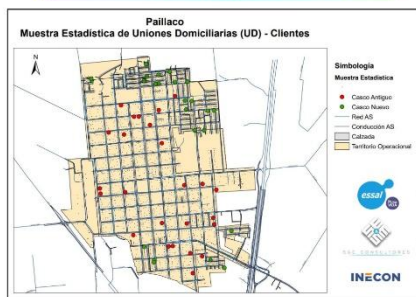 Paillaco
Muestra Estadística de Uniones Domiciliarias (UD) - Clientes
N
Simbología
Muestra Estadística
Casco Antiguo
Casco Nuevo
Red AS
Conducción AS
Calzada
Territorio Operacional
essal
INECON